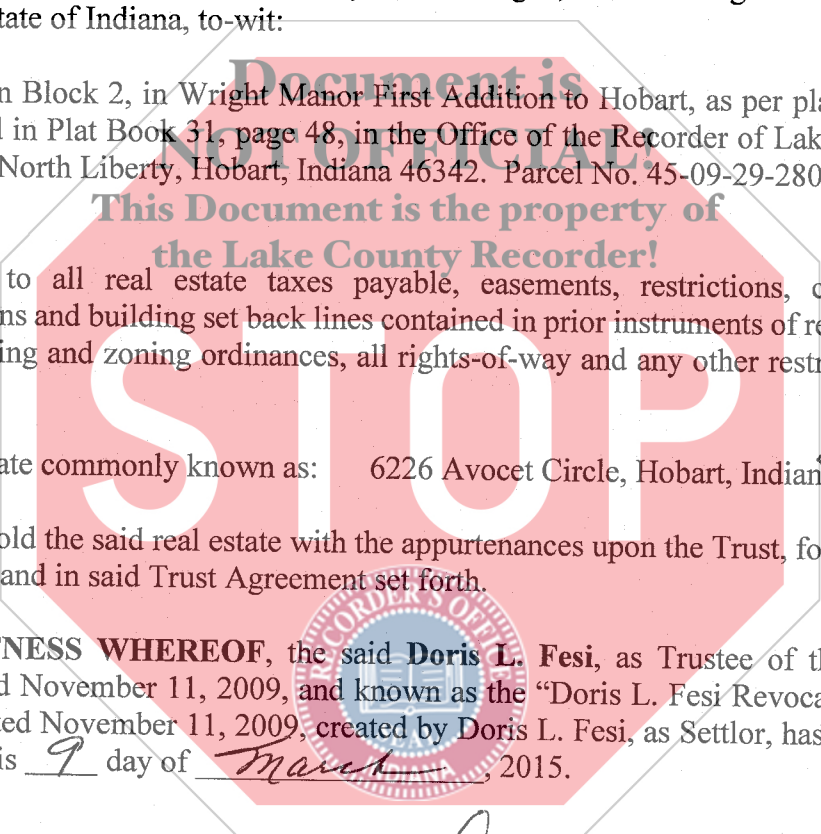 tate of Indiana, to-wit:
Document is
n Block 2, in Wright Manor First Addition to Hobart, as per pla
NOT OFFICIAL!
in Plat Book 31, page 48, in the Office of the Recorder of Lak
North Liberty, Hobart, Indiana 46342. Parcel No. 45-09-29-280
This Document is the property of
the Lake County Recorder!
to all real estate taxes payable, easements, restrictions, c
ns and building set back lines contained in prior instruments of re
ing and zoning ordinances, all rights-of-way and any other restr
STOP
ate commonly known as: 6226 Avocet Circle, Hobart, Indian
old the said real estate with the appurtenances upon the Trust, fo
and in said Trust Agreement set forth.
RECORDER'S OFFICE
TNESS WHEREOF, the said Doris L. Fesi, as Trustee of th
d November 11, 2009, and known as the “Doris L. Fesi Revoca
ted November 11, 2009, created by Doris L. Fesi, as Settlor, has
is 9 day of March, 2015.
INDIANA